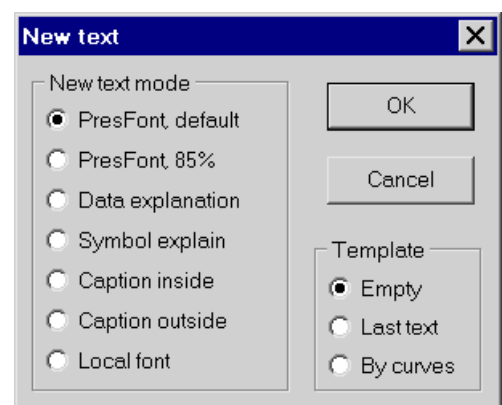 New text
New text mode
PresFont, default
PresFont, 85%
Data explanation
Symbol explain
Caption inside
Caption outside
Local font
OK
Cancel
Template
Empty
Last text
By curves